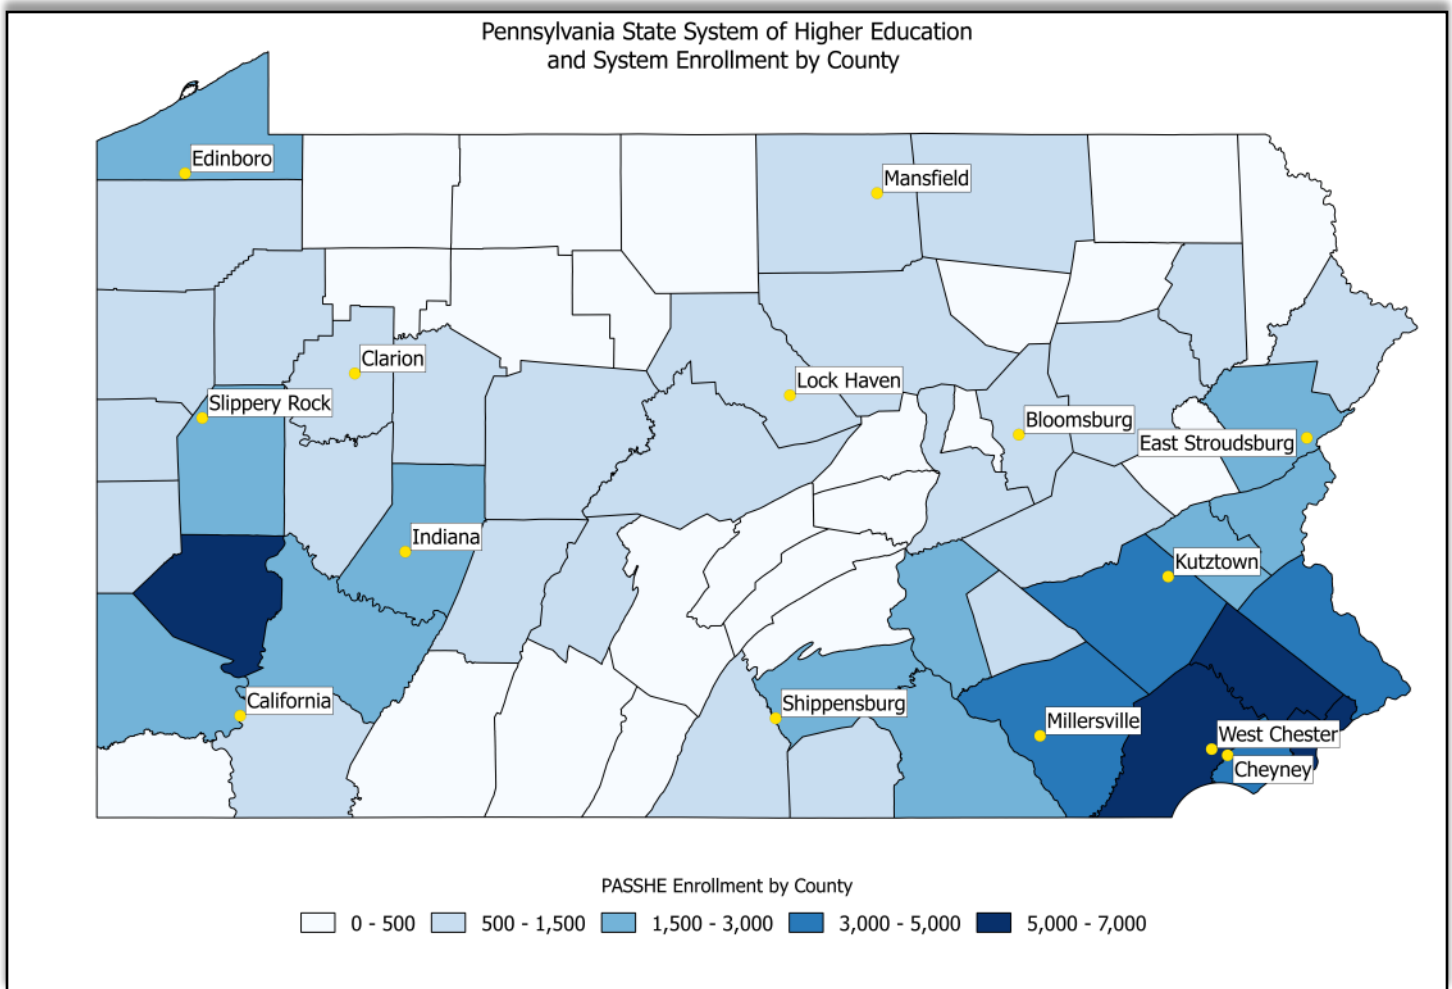 Pennsylvania State System of Higher Education
and System Enrollment by County
Edinboro
Mansfield
Clarion
Lock Haven
Slippery Rock
Bloomsburg
East Stroudsburg
Indiana
Kutztown
California
Shippensburg
Millersville
West Chester
Cheyney
PASSHE Enrollment by County
0 - 500
500 - 1,500
1,500 - 3,000
3,000 - 5,000
5,000 - 7,000